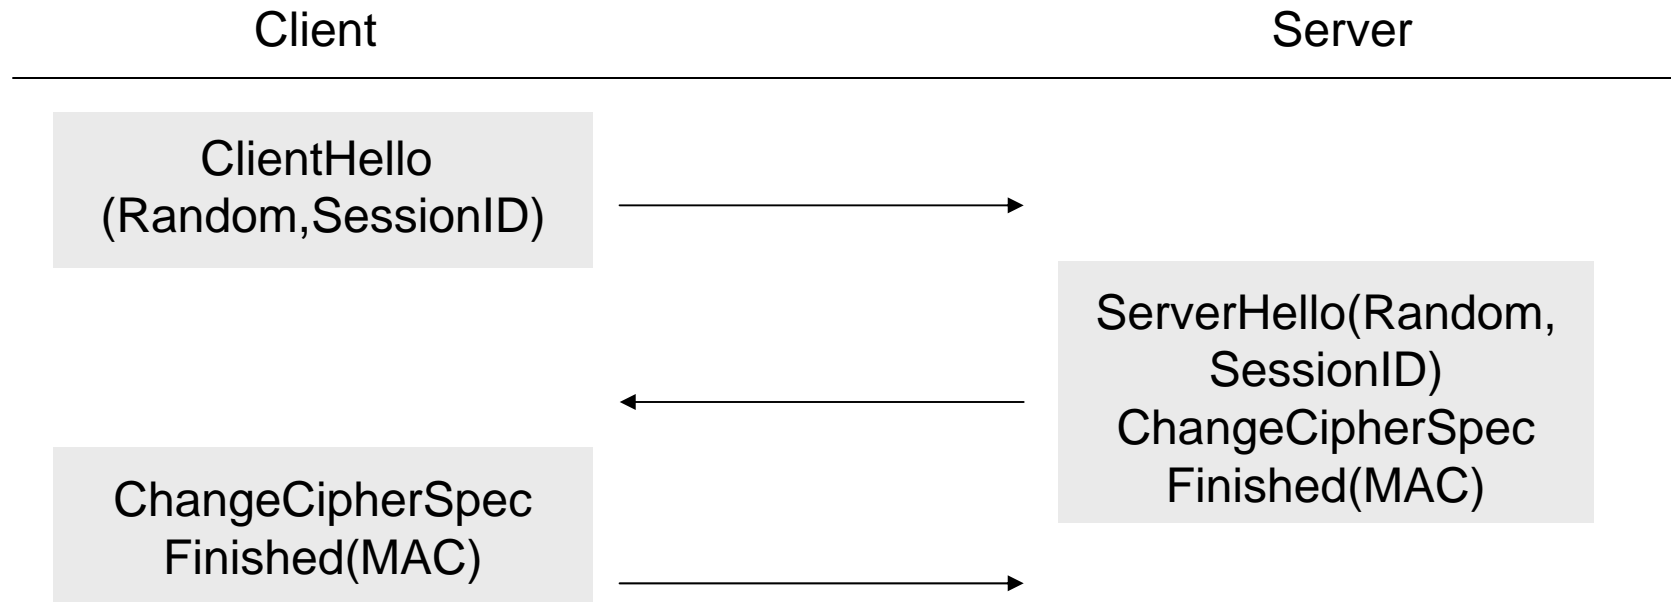 Client
Server
ClientHello
(Random,SessionID)
ServerHello(Random,
SessionID)
ChangeCipherSpec
Finished(MAC)
ChangeCipherSpec
Finished(MAC)